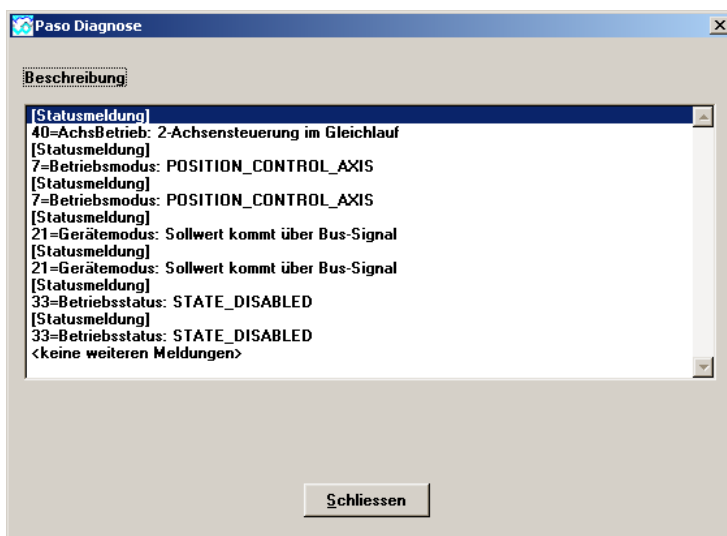 Paso Diagnose
Beschreibung
[Statusmeldung]
40=AchsBetrieb: 2-Achsensteuerung im Gleichlauf
[Statusmeldung]
7=Betriebsmodus: POSITION_CONTROL_AXIS
[Statusmeldung]
7=Betriebsmodus: POSITION_CONTROL_AXIS
[Statusmeldung]
21=Gerätemodus: Sollwert kommt über Bus-Signal
[Statusmeldung]
21=Gerätemodus: Sollwert kommt über Bus-Signal
[Statusmeldung]
33=Betriebsstatus: STATE_DISABLED
[Statusmeldung]
33=Betriebsstatus: STATE_DISABLED
<keine weiteren Meldungen>
Schliessen